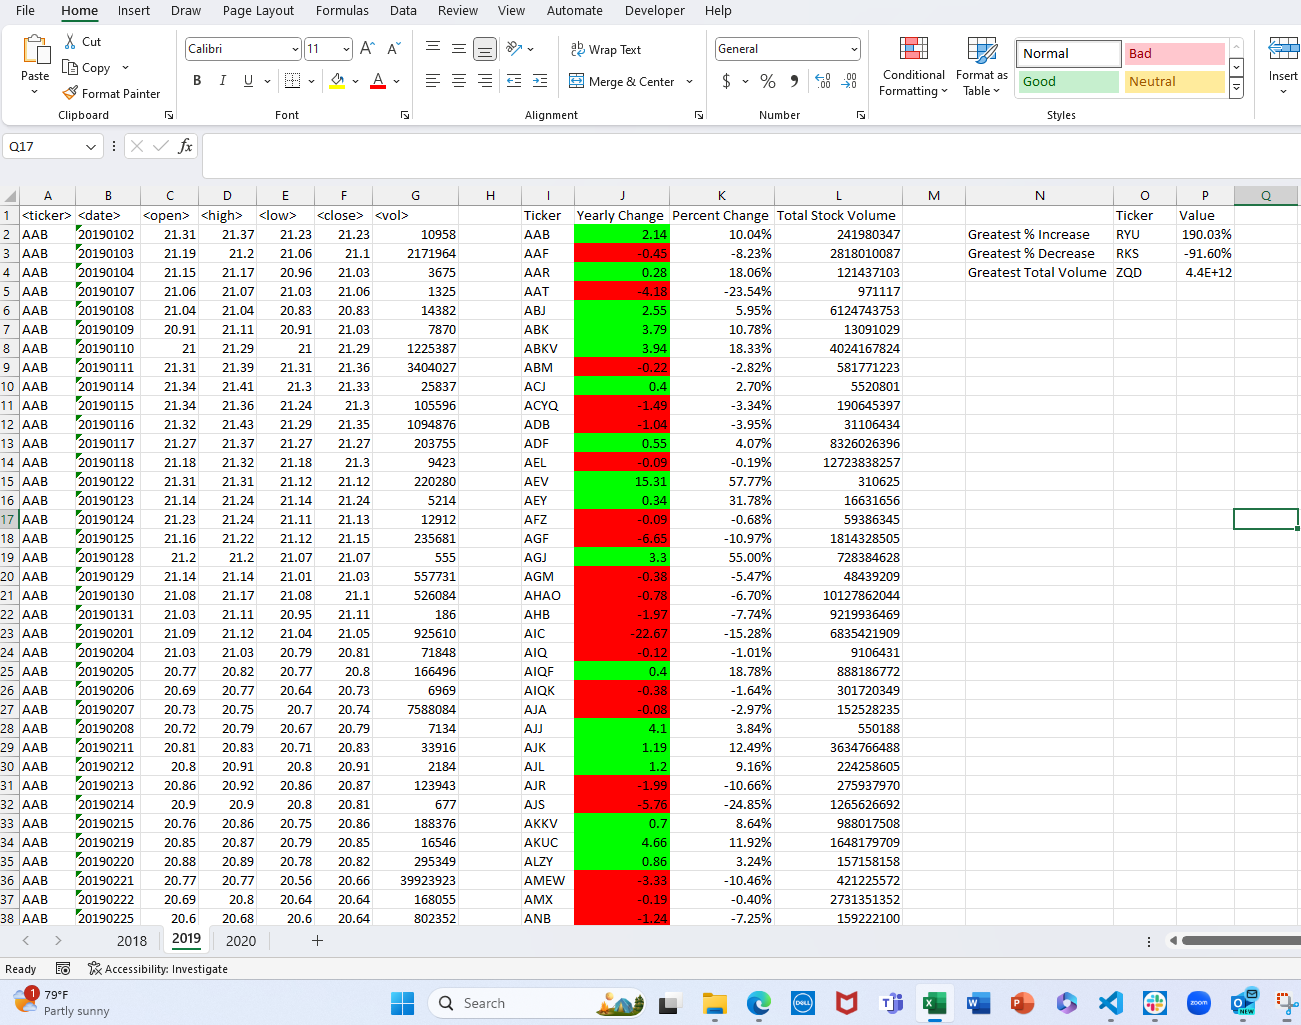 File Home Insert Draw Page Layout Formulas Data Review View Automate Developer Help
Paste Cut Copy Format Painter Clipboard
Calibri 11 A A B I U A Font
ab Wrap Text Merge & Center Alignment
General $ % Number
Conditional Formatting Format as Table Normal Bad Good Neutral Styles Insert
Q17 fx
A B C D E F G H I J K L M N O P Q
1 <ticker> <date> <open> <high> <low> <close> <vol> Ticker Yearly Change Percent Change Total Stock Volume Ticker Value
2 AAB 20190102 21.31 21.37 21.23 21.23 10958 AAB 2.14 10.04% 241980347 Greatest % Increase RYU 190.03%
3 AAB 20190103 21.19 21.2 21.06 21.1 2171964 AAF -0.45 -8.23% 2818010087 Greatest % Decrease RKS -91.60%
4 AAB 20190104 21.15 21.17 20.96 21.03 3675 AAR 0.28 18.06% 121437103 Greatest Total Volume ZQD 4.4E+12
5 AAB 20190107 21.06 21.07 21.03 21.06 1325 AAT -4.18 -23.54% 971117
6 AAB 20190108 21.04 21.04 20.83 20.83 14382 ABJ 2.55 5.95% 6124743753
7 AAB 20190109 20.91 21.11 20.91 21.03 7870 ABK 3.79 10.78% 13091029
8 AAB 20190110 21 21.29 21 21.29 1225387 ABKV 3.94 18.33% 4024167824
9 AAB 20190111 21.31 21.39 21.31 21.36 3404027 ABM -0.22 -2.82% 581771223
10 AAB 20190114 21.34 21.41 21.3 21.33 25837 ACJ 0.4 2.70% 5520801
11 AAB 20190115 21.34 21.36 21.24 21.3 105596 ACYQ -1.49 -3.34% 190645397
12 AAB 20190116 21.32 21.43 21.29 21.35 1094876 ADB -1.04 -3.95% 31106434
13 AAB 20190117 21.27 21.37 21.27 21.27 203755 ADF 0.55 4.07% 8326026396
14 AAB 20190118 21.18 21.32 21.18 21.3 9423 AEL -0.09 -0.19% 12723838257
15 AAB 20190122 21.31 21.31 21.12 21.12 220280 AEV 15.31 57.77% 310625
16 AAB 20190123 21.14 21.24 21.14 21.24 5214 AEY 0.34 31.78% 16631656
17 AAB 20190124 21.23 21.24 21.11 21.13 12912 AFZ -0.09 -0.68% 59386345
18 AAB 20190125 21.16 21.22 21.12 21.15 235681 AGF -6.65 -10.97% 1814328505
19 AAB 20190128 21.2 21.2 21.07 21.07 555 AGJ 3.3 55.00% 728384628
20 AAB 20190129 21.14 21.14 21.01 21.03 557731 AGM -0.38 -5.47% 48439209
21 AAB 20190130 21.08 21.17 21.08 21.1 526084 AHAO -0.78 -6.70% 10127862044
22 AAB 20190131 21.03 21.11 20.95 21.11 186 AHB -1.97 -7.74% 9219936469
23 AAB 20190201 21.09 21.12 21.04 21.05 925610 AIC -22.67 -15.28% 6835421909
24 AAB 20190204 21.03 21.03 20.79 20.81 71848 AIQ -0.12 -1.01% 9106431
25 AAB 20190205 20.77 20.82 20.77 20.8 166496 AIQF 0.4 18.78% 888186772
26 AAB 20190206 20.69 20.77 20.64 20.73 6969 AIQK -0.38 -1.64% 301720349
27 AAB 20190207 20.73 20.75 20.7 20.74 7588084 AJA -0.08 -2.97% 152528235
28 AAB 20190208 20.72 20.79 20.67 20.79 7134 AJJ 4.1 3.84% 550188
29 AAB 20190211 20.81 20.83 20.71 20.83 33916 AJK 1.19 12.49% 3634766488
30 AAB 20190212 20.8 20.91 20.8 20.91 2184 AJL 1.2 9.16% 224258605
31 AAB 20190213 20.86 20.92 20.86 20.87 123943 AJR -1.99 -10.66% 275937970
32 AAB 20190214 20.9 20.9 20.8 20.81 677 AJS -5.76 -24.85% 1265626692
33 AAB 20190215 20.76 20.86 20.75 20.86 188376 AKKV 0.7 8.64% 988017508
34 AAB 20190219 20.85 20.87 20.79 20.85 16546 AKUC 4.66 11.92% 1648179709
35 AAB 20190220 20.88 20.89 20.78 20.82 295349 ALZY 0.86 3.24% 157158158
36 AAB 20190221 20.77 20.77 20.56 20.66 39923923 AMEW -3.33 -10.46% 421225572
37 AAB 20190222 20.69 20.8 20.64 20.64 168055 AMX -0.19 -0.40% 2731351352
38 AAB 20190225 20.6 20.68 20.6 20.64 802352 ANB -1.24 -7.25% 159222100
2018 2019 2020 +
Ready Accessibility: Investigate
1 79°F Partly sunny Search DELL zoom NEW